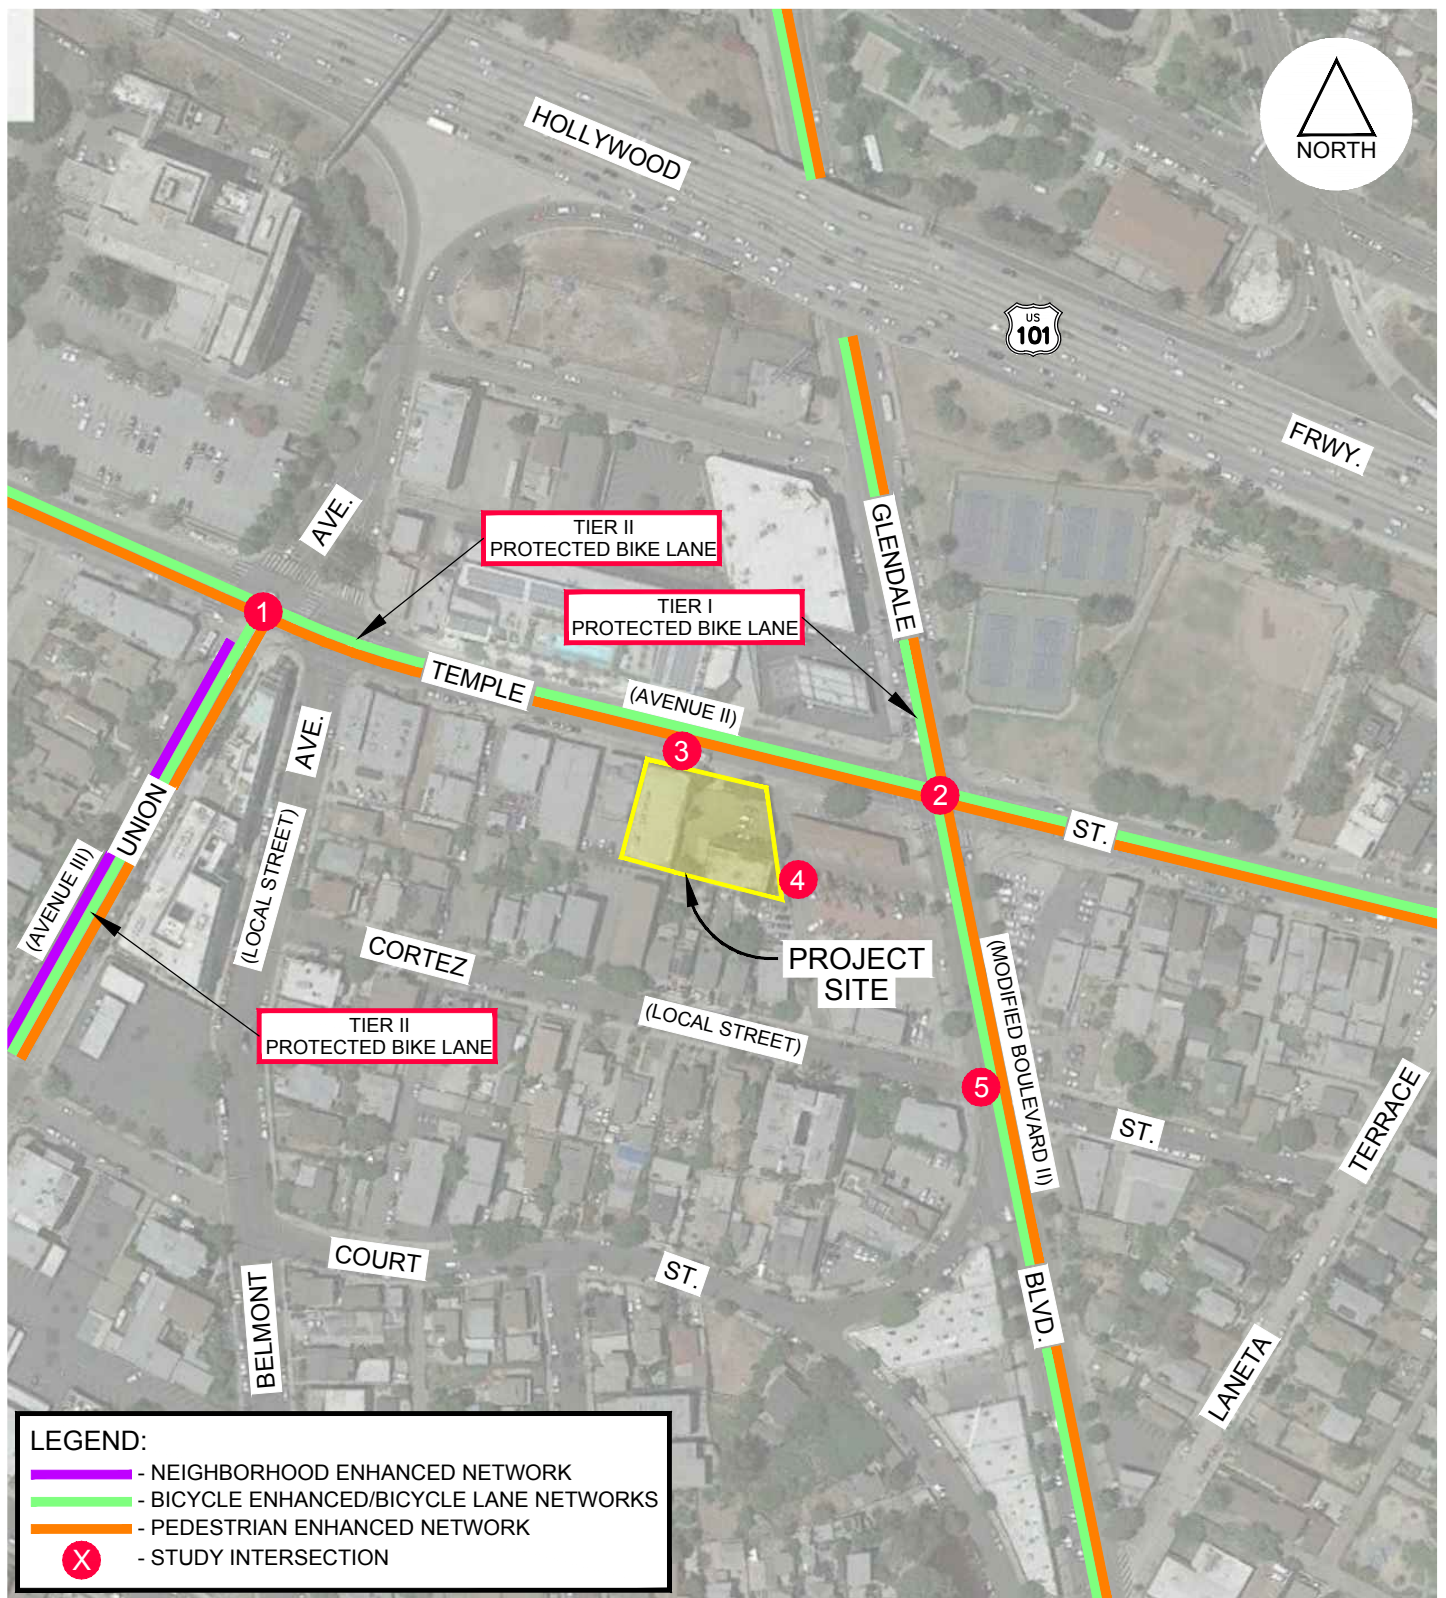 NORTH
HOLLYWOOD
US
101
FRWY.
AVE.
GLENDALE
TIER II
PROTECTED BIKE LANE
TIER I
PROTECTED BIKE LANE
1
TEMPLE
(AVENUE II)
3
2
ST.
AVE.
UNION
(AVENUE III)
(LOCAL STREET)
4
CORTEZ
PROJECT
SITE
(MODIFIED BOULEVARD II)
(LOCAL STREET)
TIER II
PROTECTED BIKE LANE
5
ST.
TERRACE
COURT
ST.
BELMONT
BLVD.
LANETA
LEGEND:
- NEIGHBORHOOD ENHANCED NETWORK
- BICYCLE ENHANCED/BICYCLE LANE NETWORKS
- PEDESTRIAN ENHANCED NETWORK
X - STUDY INTERSECTION